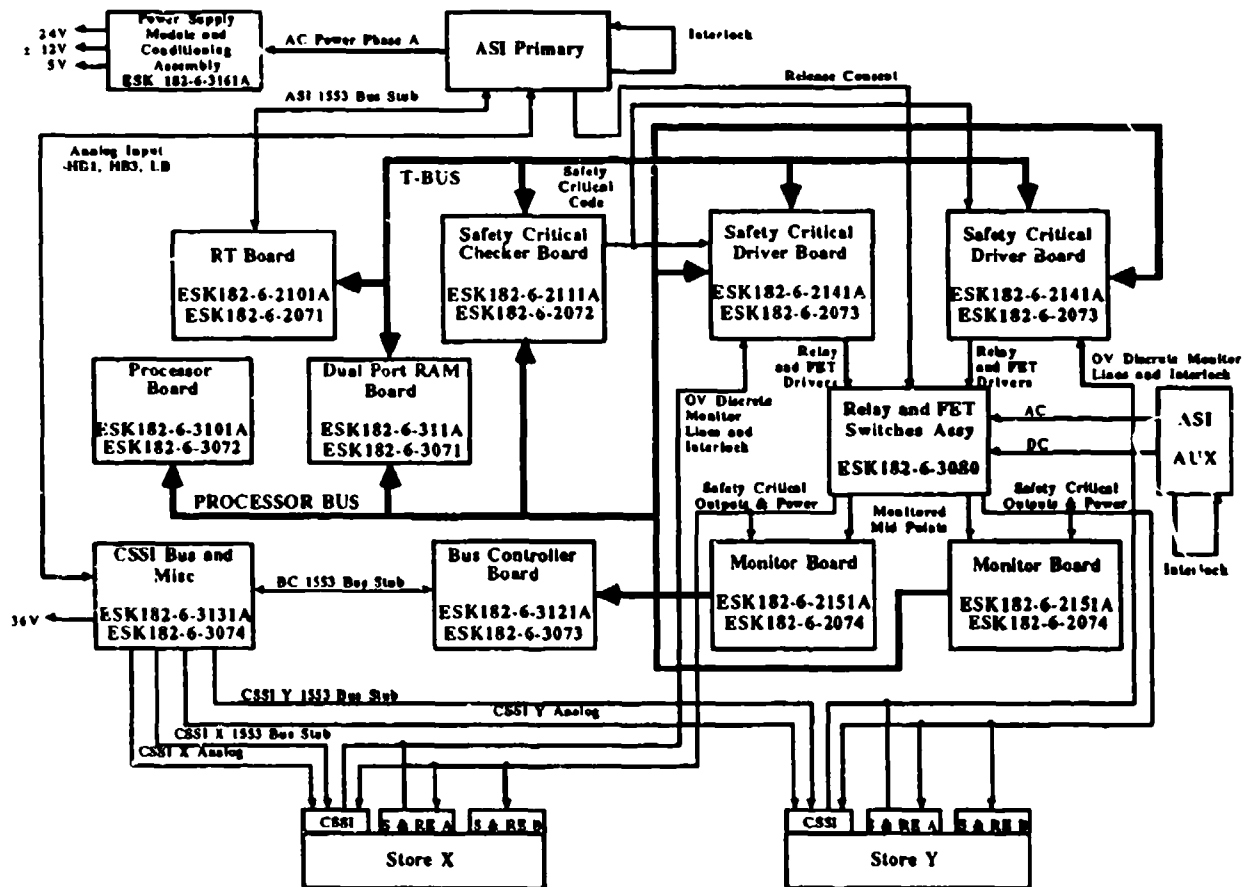 24V
± 12V
5V
Power Supply
Module and
Conditioning
Assembly
ESK 182-6-3161A
AC Power Phase A
ASI Primary
Interlock
Release Consent
ASI 1553 Bus Stub
Analog Input
-HB1, HB3, LB
T-BUS
Safety
Critical
Code
RT Board
ESK182-6-2101A
ESK182-6-2071
Safety Critical
Checker Board
ESK182-6-2111A
ESK182-6-2072
Safety Critical
Driver Board
ESK182-6-2141A
ESK182-6-2073
Safety Critical
Driver Board
ESK182-6-2141A
ESK182-6-2073
Processor
Board
ESK182-6-3101A
ESK182-6-3072
Dual Port RAM
Board
ESK182-6-311A
ESK182-6-3071
OV Discrete
Monitor
Lines and
Interlock
Relay
and FET
Drivers
Relay
and FET
Drivers
OV Discrete Monitor
Lines and Interlock
Relay and FET
Switches Assy
ESK182-6-3080
AC
DC
ASI
AUX
Interlock
PROCESSOR BUS
Safety Critical
Outputs & Power
Monitored
Mid Points
Safety Critical
Outputs & Power
CSSI Bus and
Misc
ESK182-6-3131A
ESK182-6-3074
36V
BC 1553 Bus Stub
Bus Controller
Board
ESK182-6-3121A
ESK182-6-3073
Monitor Board
ESK182-6-2151A
ESK182-6-2074
Monitor Board
ESK182-6-2151A
ESK182-6-2074
CSSI Y 1553 Bus Stub
CSSI Y Analog
CSSI X 1553 Bus Stub
CSSI X Analog
CSSI
S & RE A
S & RE B
Store X
CSSI
S & RE A
S & RE B
Store Y